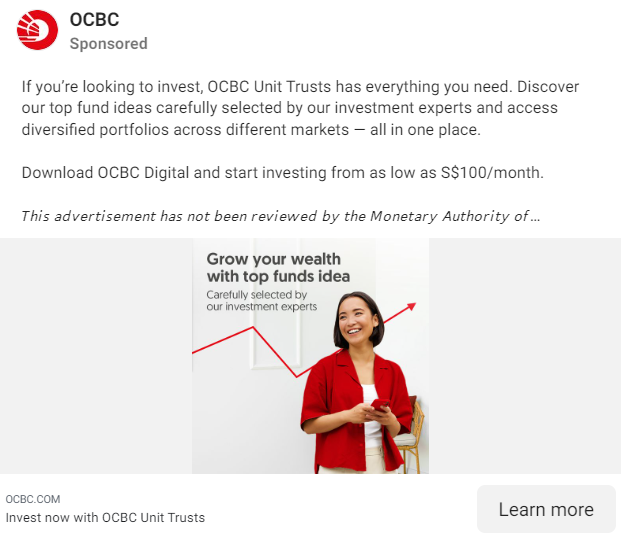 OCBC
Sponsored
If you’re looking to invest, OCBC Unit Trusts has everything you need. Discover
our top fund ideas carefully selected by our investment experts and access
diversified portfolios across different markets — all in one place.
Download OCBC Digital and start investing from as low as S$100/month.
This advertisement has not been reviewed by the Monetary Authority of...
Grow your wealth
with top funds idea
Carefully selected by
our investment experts
OCBC.COM
Invest now with OCBC Unit Trusts
Learn more